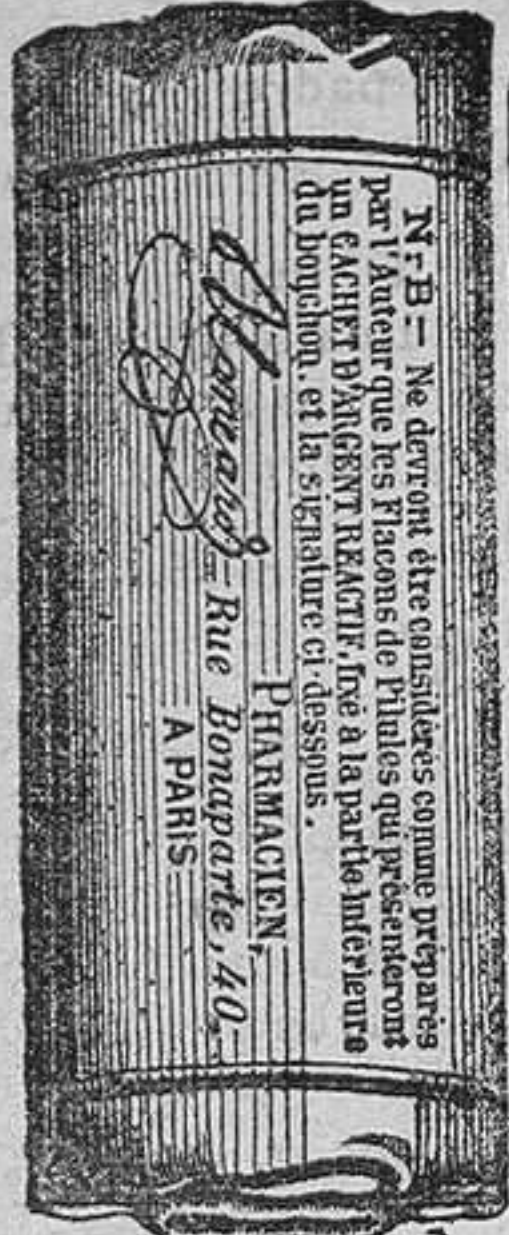 N-B- Ne devront être considérés comme préparés
par l'Auteur que les Flacons de Pilules qui présenteront
un CACHET D'ARGENT RÉACTIF, fixé à la partie inférieure
du bouchon, et la signature ci-dessous.
PHARMACIEN,
Rue Bonaparte, 40,
A PARIS